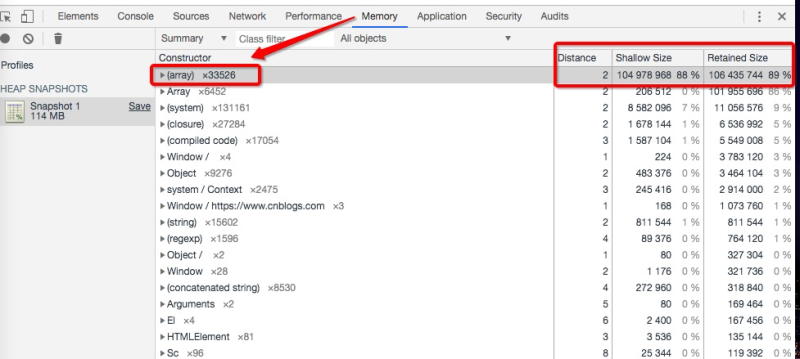 Elements Console Sources Network Performance Memory Application Security Audits
Summary Class filter All objects
Profiles
HEAP SNAPSHOTS
Snapshot 1 Save
114 MB
Constructor Distance Shallow Size Retained Size
(array) ×33526 2 104 978 968 88 % 106 435 744 89 %
Array ×6452 2 206 512 0 % 101 955 696 86 %
(system) ×131161 2 8 582 096 7 % 11 056 576 9 %
(closure) ×27284 2 1 678 144 1 % 6 536 992 5 %
(compiled code) ×17054 3 1 587 104 1 % 5 549 008 5 %
Window / ×4 1 224 0 % 3 783 120 3 %
Object ×9276 2 483 376 0 % 3 464 104 3 %
system / Context ×2475 3 245 416 0 % 2 914 000 2 %
Window / https://www.cnblogs.com ×3 1 168 0 % 1 073 760 1 %
(string) ×15602 2 811 544 1 % 811 544 1 %
(regexp) ×1596 4 89 376 0 % 764 120 1 %
Object / ×2 1 80 0 % 327 304 0 %
Window ×28 2 1 176 0 % 321 736 0 %
(concatenated string) ×8530 4 272 960 0 % 318 840 0 %
Arguments ×2 5 80 0 % 169 464 0 %
El ×4 6 2 400 0 % 167 456 0 %
HTMLElement ×81 3 3 536 0 % 135 144 0 %
Sc ×96 8 25 344 0 % 119 392 0 %